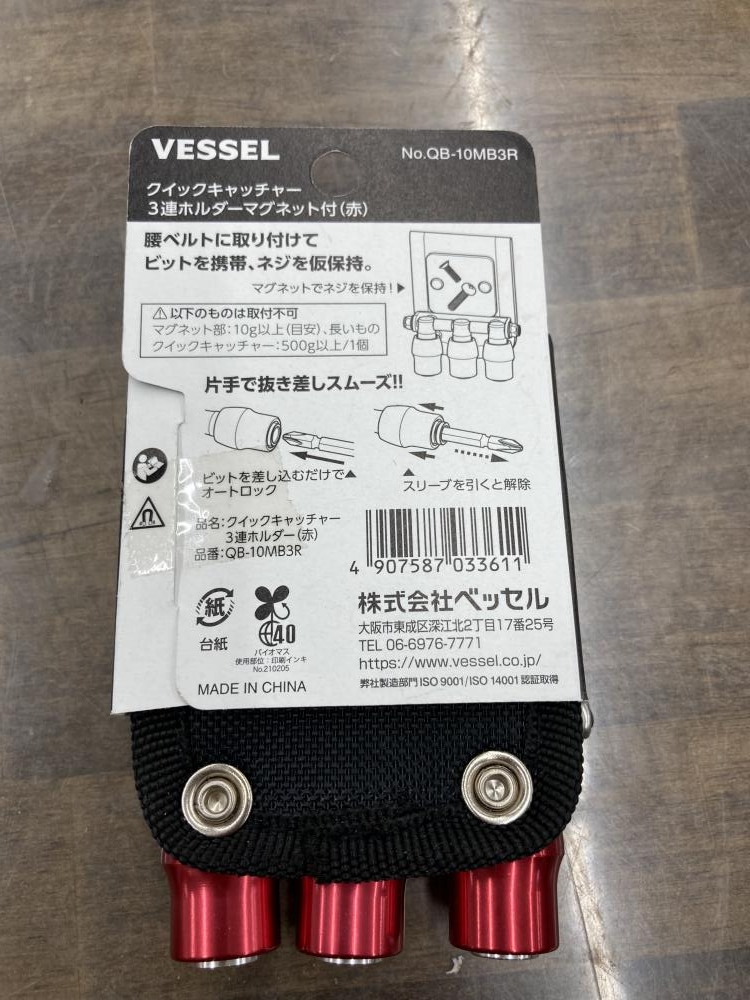 VESSEL
No.QB-10MB3R
クイックキャッチャー
3連ホルダーマグネット付(赤)
腰ベルトに取り付けて
ビットを携帯、ネジを仮保持。
マグネットでネジを保持!▶
⚠以下のものは取付不可
マグネット部:10g以上(目安)、長いもの
クイックキャッチャー:500g以上/1個
片手で抜き差しスムーズ!!
ビットを差し込むだけで▲
オートロック
▲
スリーブを引くと解除
品名:クイックキャッチャー
3連ホルダー(赤)
品番:QB-10MB3R
4 907587 033611
紙
台紙
40
バイオマス
使用部位:印刷インキ
No.210205
株式会社ベッセル
大阪市東成区深江北2丁目17番25号
TEL 06-6976-7771
https://www.vessel.co.jp/
弊社製造部門 ISO 9001/ISO 14001 認証取得
MADE IN CHINA